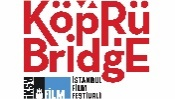 KöpRü
BRidgE
İKSV
FİLM
İSTANBUL
FİLM
FESTİVALİ